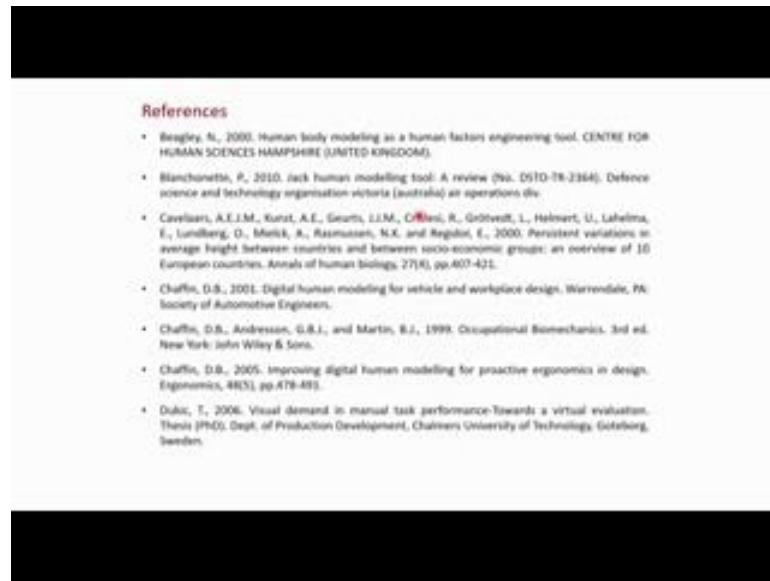 References
• Beagley, N., 2000. Human body modeling as a human factors engineering tool. CENTRE FOR
HUMAN SCIENCES HAMPSHIRE (UNITED KINGDOM).
• Blanchonette, P., 2010. Jack human modelling tool: A review (No. DSTO-TR-2364). Defence
science and technology organisation victoria (australia) air operations div.
• Cavelaars, A.E.J.M., Kunst, A.E., Geurts, J.J.M., R., Grötvedt, L., Helmert, U., Lahelma,
E., Lundberg, O., Mielck, A., Rasmussen, N.K. and Regidor, E., 2000. Persistent variations in
average height between countries and between socio-economic groups: an overview of 10
European countries. Annals of human biology, 27(4), pp.407-421.
• Chaffin, D.B., 2001. Digital human modeling for vehicle and workplace design. Warrendale, PA:
Society of Automotive Engineers.
• Chaffin, D.B., Andresson, G.B.J., and Martin, B.J., 1999. Occupational Biomechanics. 3rd ed.
New York: John Wiley & Sons.
• Chaffin, D.B., 2005. Improving digital human modelling for proactive ergonomics in design.
Ergonomics, 48(5), pp.478-491.
• Dukic, T., 2006. Visual demand in manual task performance-Towards a virtual evaluation.
Thesis (PhD). Dept. of Production Development, Chalmers University of Technology, Goteborg,
Sweden.